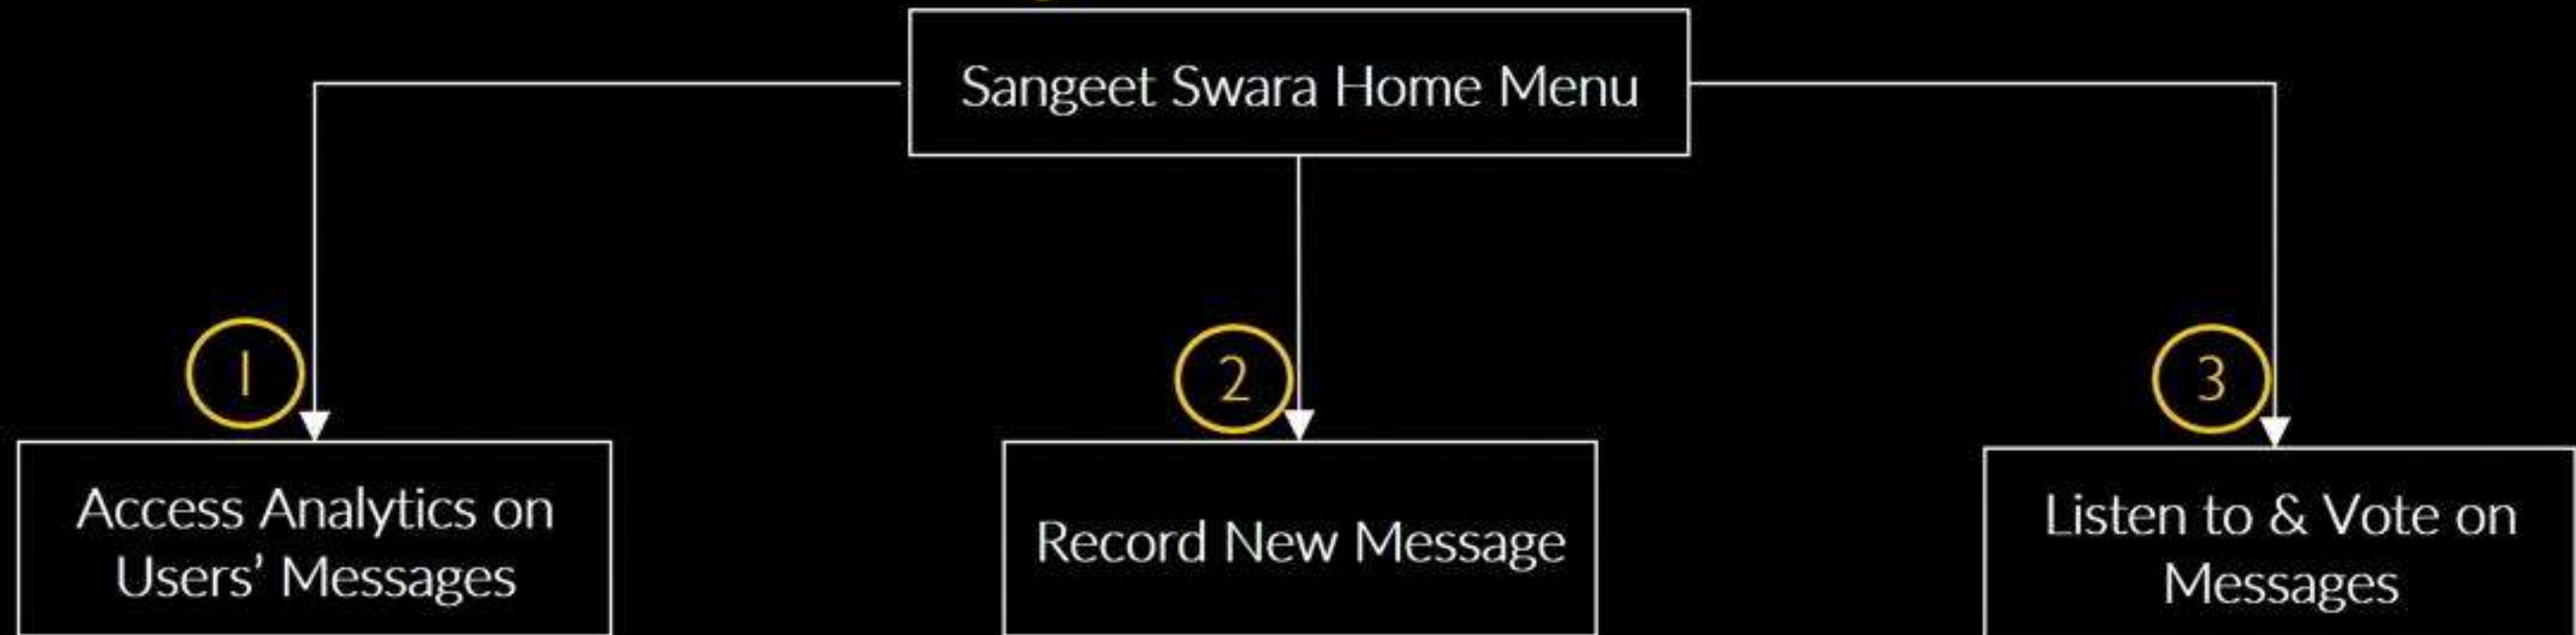 Sangeet Swara Home Menu
1
2
3
Access Analytics on
Users’ Messages
Record New Message
Listen to & Vote on
Messages